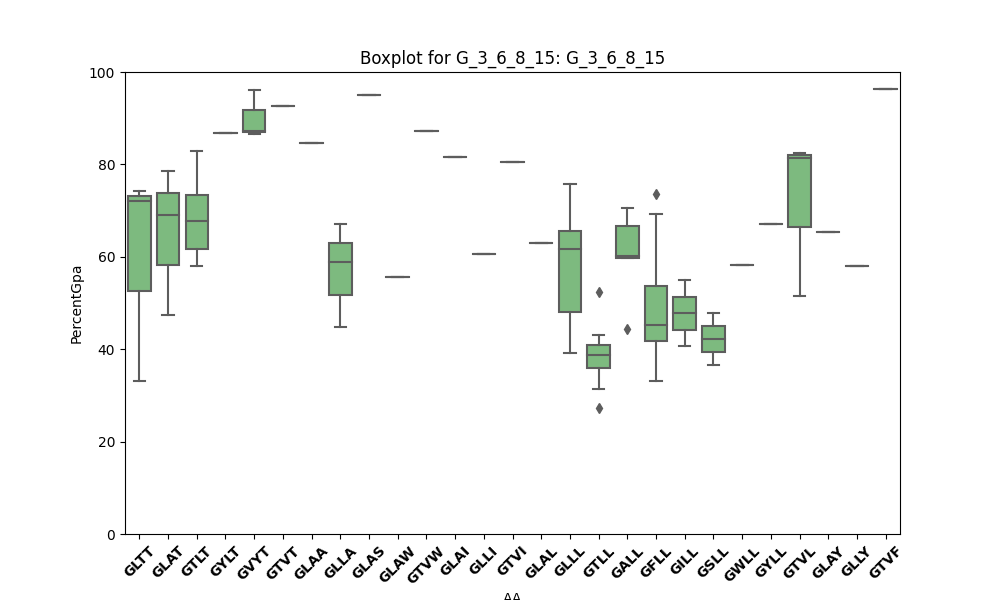 Boxplot for G_3_6_8_15: G_3_6_8_15
100
80
60
40
20
0
PercentGpa
GLTT GLAT GTLT GYLT GVYT GTVT GLAA GLLA GLAS GLAW GTVW GLAI GLLI GTVI GLAL GLLL GTLL GALL GFLL GILL GSLL GWLL GYLL GTVL GLAY GLLY GTVF
AA